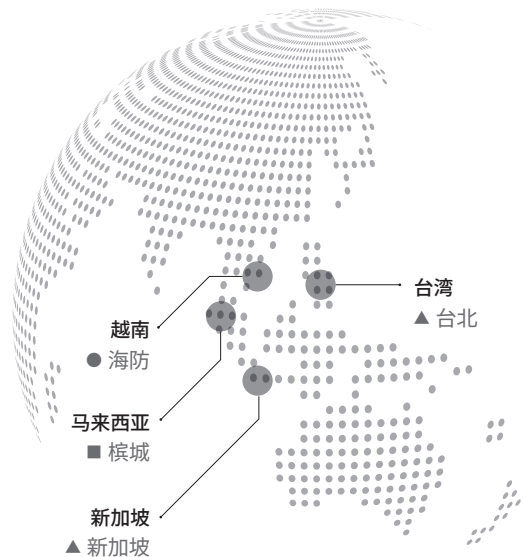 台湾
▲ 台北
越南
● 海防
马来西亚
■ 槟城
新加坡
▲ 新加坡